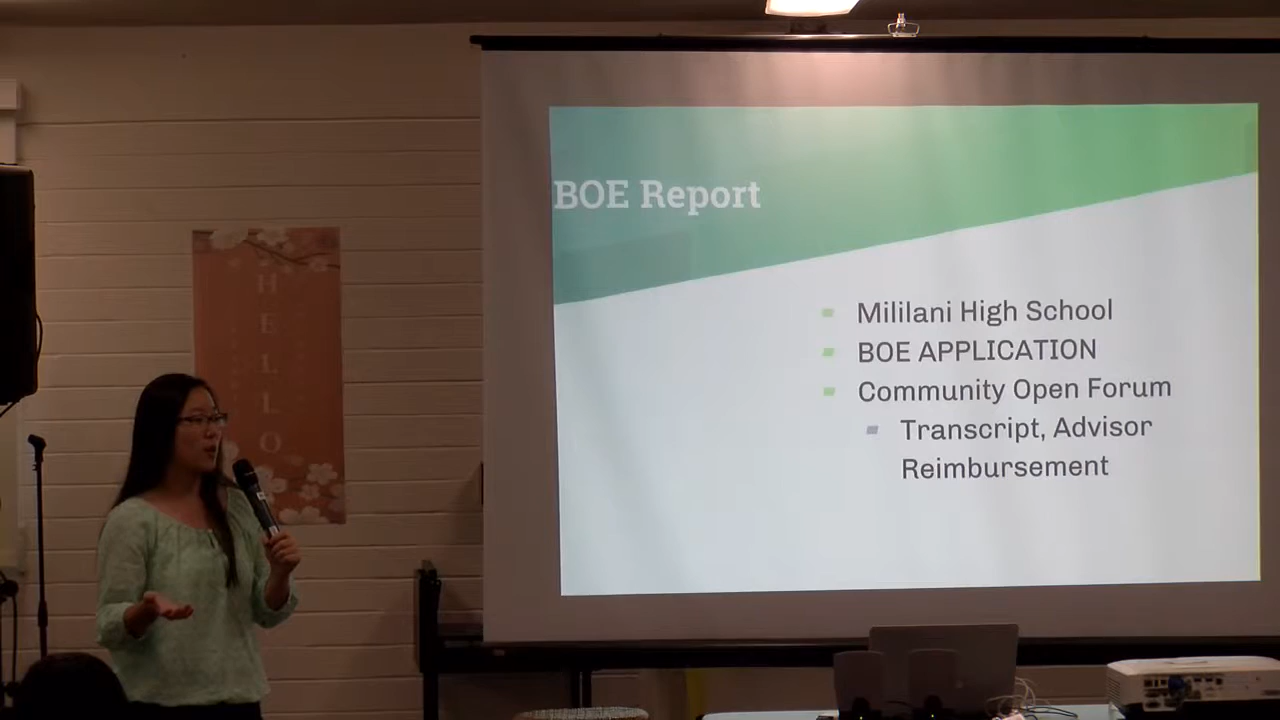 HELLO
BOE Report
Mililani High School
BOE APPLICATION
Community Open Forum
Transcript, Advisor
Reimbursement